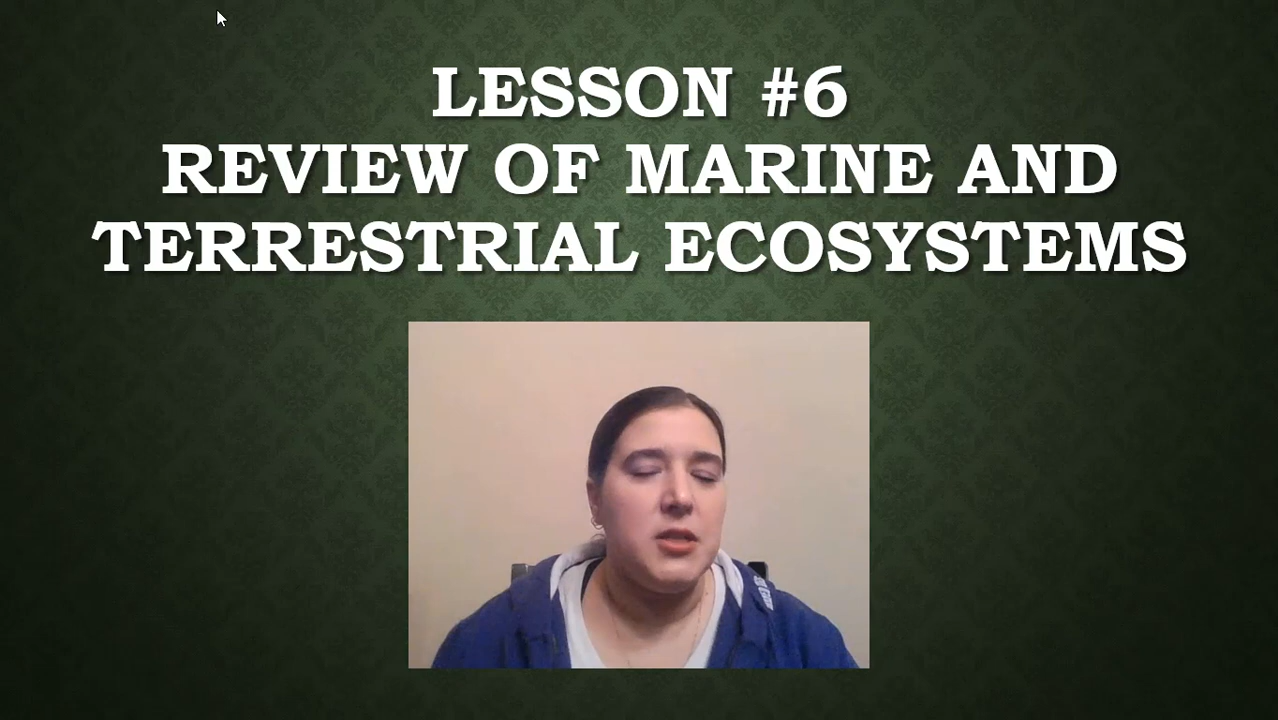 LESSON #6
REVIEW OF MARINE AND
TERRESTRIAL ECOSYSTEMS